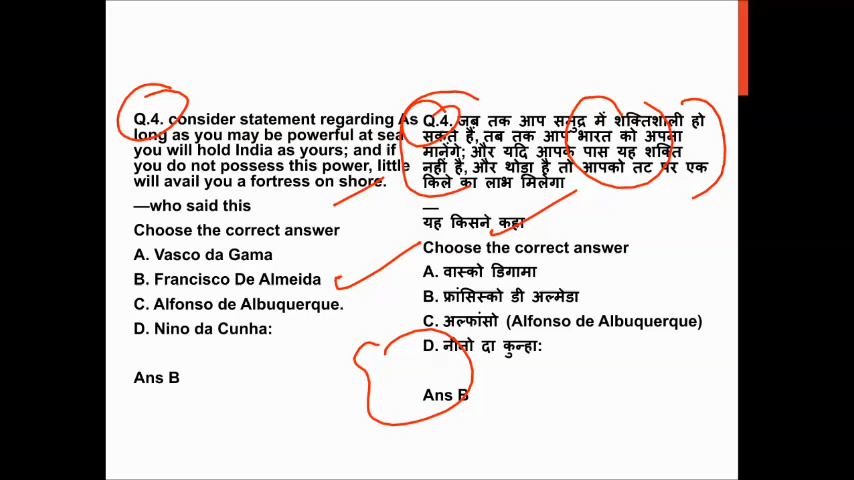 Q.4. consider statement regarding As
long as you may be powerful at sea
you will hold India as yours; and if
you do not possess this power, little
will avail you a fortress on shore.
—who said this
Choose the correct answer
A. Vasco da Gama
B. Francisco De Almeida
C. Alfonso de Albuquerque.
D. Nino da Cunha:
Ans B
Q.4. जब तक आप समुद्र में शक्तिशाली हो
सकते हैं, तब तक आप भारत को अपना
मानेंगे; और यदि आपके पास यह शक्ति
नहीं है, और थोड़ा है तो आपको तट पर एक
किले का लाभ मिलेगा
—
यह किसने कहा
Choose the correct answer
A. वास्को डिगामा
B. फ्रांसिस्को डी अल्मेडा
C. अल्फांसो (Alfonso de Albuquerque)
D. नीनो दा कुन्हा:
Ans B